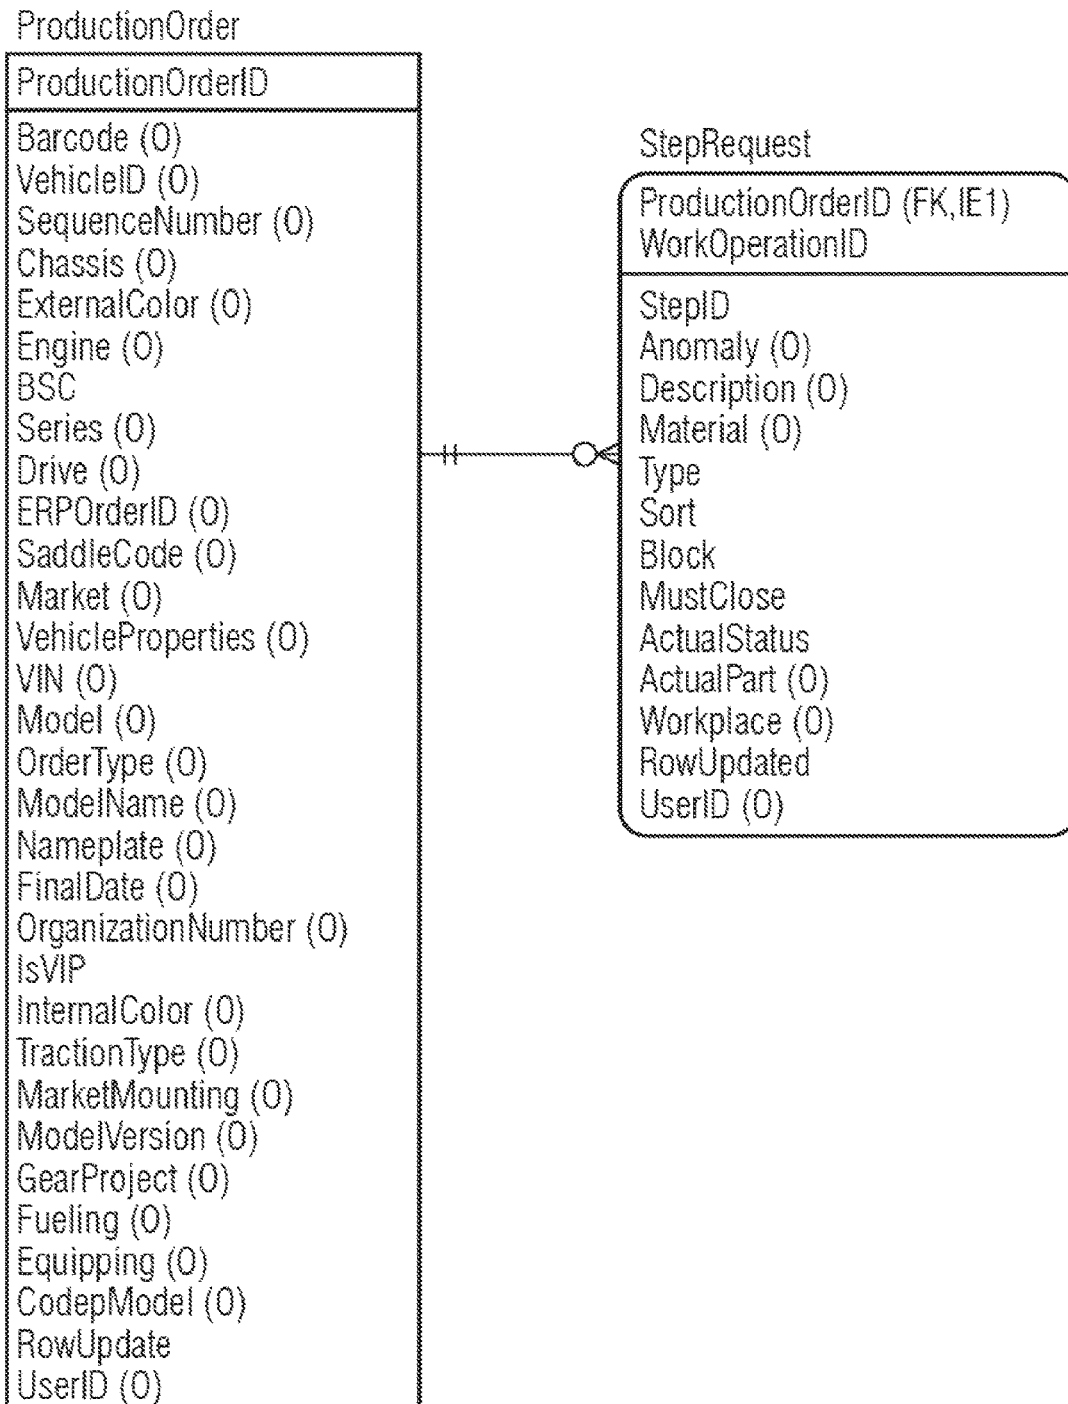 ProductionOrder
ProductionOrderID
Barcode (O)
VehicleID (O)
SequenceNumber (O)
Chassis (O)
ExternalColor (O)
Engine (O)
BSC
Series (O)
Drive (O)
ERPOrderID (O)
SaddleCode (O)
Market (O)
VehicleProperties (O)
VIN (O)
Model (O)
OrderType (O)
ModelName (O)
Nameplate (O)
FinalDate (O)
OrganizationNumber (O)
IsVIP
InternalColor (O)
TractionType (O)
MarketMounting (O)
ModelVersion (O)
GearProject (O)
Fueling (O)
Equipping (O)
CodepModel (O)
RowUpdate
UserID (O)
StepRequest
ProductionOrderID (FK,IE1)
WorkOperationID
StepID
Anomaly (O)
Description (O)
Material (O)
Type
Sort
Block
MustClose
ActualStatus
ActualPart (O)
Workplace (O)
RowUpdated
UserID (O)